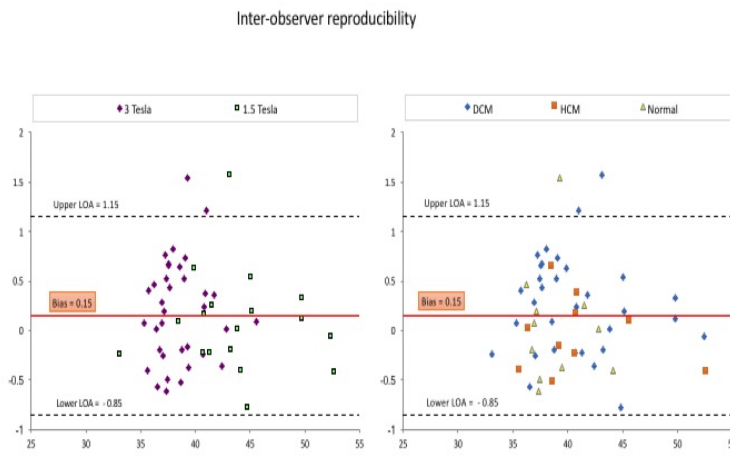 Inter-observer reproducibility
3 Tesla 1.5 Tesla
2
1.5
1
0.5
0
-0.5
-1
Upper LOA = 1.15
Bias = 0.15
Lower LOA = - 0.85
25 30 35 40 45 50 55
DCM HCM Normal
2
1.5
1
0.5
0
-0.5
-1
Upper LOA = 1.15
Bias = 0.15
Lower LOA = - 0.85
25 30 35 40 45 50 55